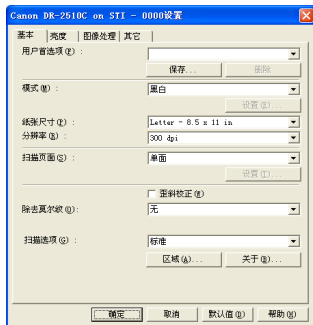 Canon DR-2510C on STI - 0000设置
基本 亮度 图像处理 其它
用户首选项(P) :
保存... 删除
模式(M) : 黑白
设置(E)...
纸张尺寸(P) : Letter - 8.5 x 11 in
分辨率(R) : 300 dpi
扫描页面(S) : 单面
设置(T)...
歪斜校正(W)
除去莫尔纹(O): 无
扫描选项(G) : 标准
区域(A)... 关于(B)...
确定 取消 默认值(D) 帮助(H)